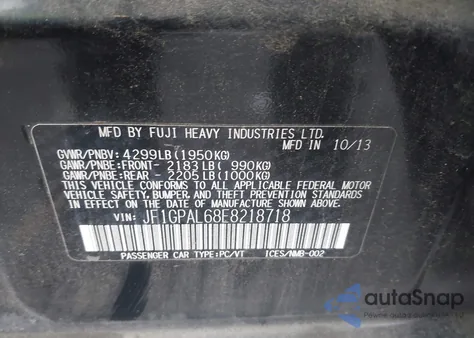 MFD BY FUJI HEAVY INDUSTRIES LTD.
GVWR/PNBV: 4299LB(1950KG) MFD IN 10/13
GAWR/PNBE:FRONT- 2183LB( 990KG)
GAWR/PNBE:REAR - 2205LB(1000KG)
THIS VEHICLE CONFORMS TO ALL APPLICABLE FEDERAL MOTOR
VEHICLE SAFETY, BUMPER, AND THEFT PREVENTION STANDARDS
IN EFFECT ON THE DATE OF MANUFACTURE SHOWN ABOVE.
VIN: JF1GPAL68E8218718
PASSENGER CAR TYPE:PC/VT ICES/NMB-002
autoSnap